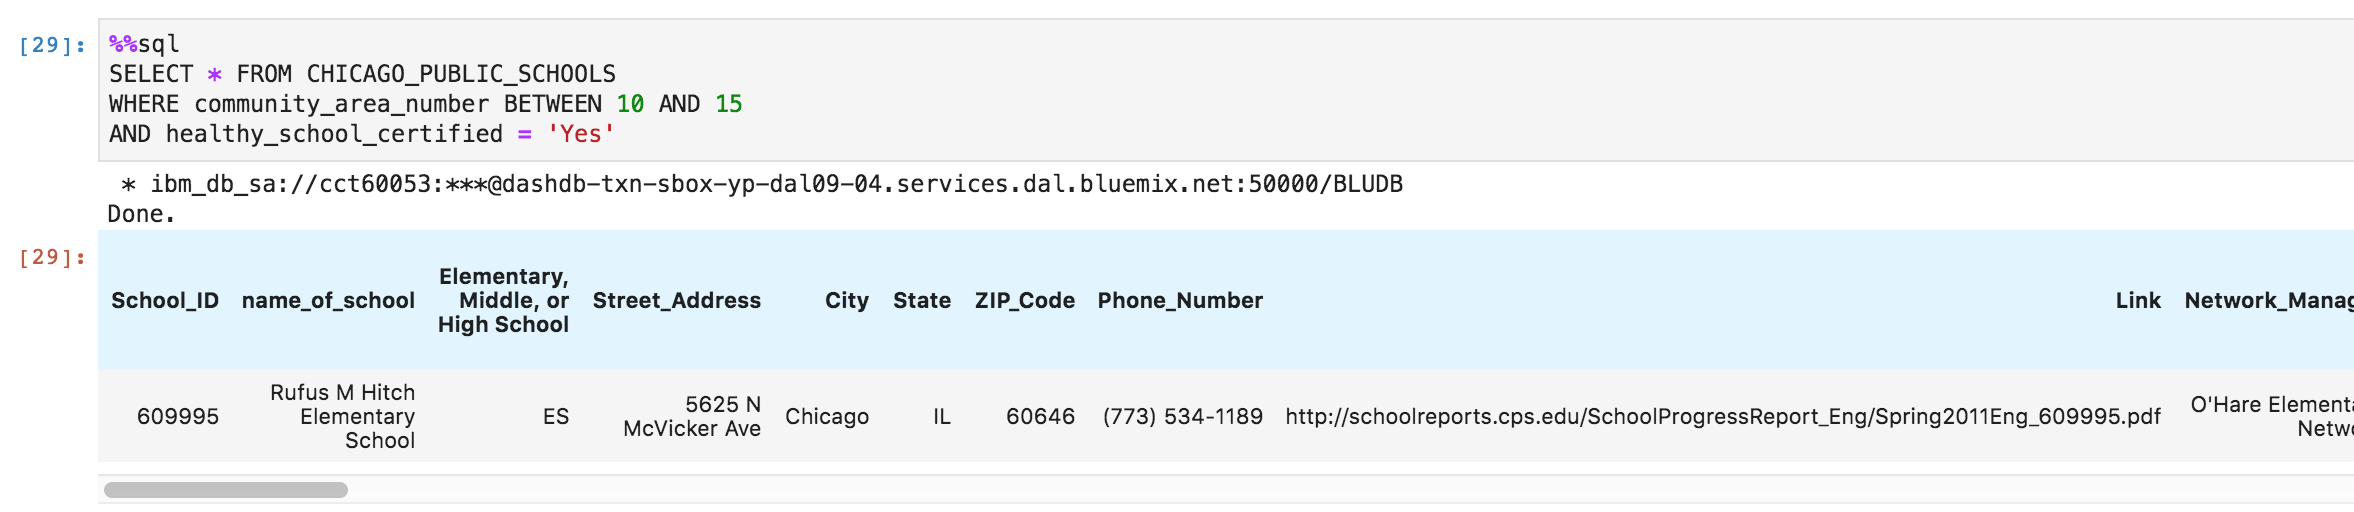 [29]:
%%sql
SELECT * FROM CHICAGO_PUBLIC_SCHOOLS
WHERE community_area_number BETWEEN 10 AND 15
AND healthy_school_certified = 'Yes'
* ibm_db_sa://cct60053:***@dashdb-txn-sbox-yp-dal09-04.services.dal.bluemix.net:50000/BLUDB
Done.
[29]:
School_ID name_of_school Elementary, Middle, or High School Street_Address City State ZIP_Code Phone_Number Link Network_Manag
609995 Rufus M Hitch Elementary School ES 5625 N McVicker Ave Chicago IL 60646 (773) 534-1189 http://schoolreports.cps.edu/SchoolProgressReport_Eng/Spring2011Eng_609995.pdf O'Hare Elementa Netwo